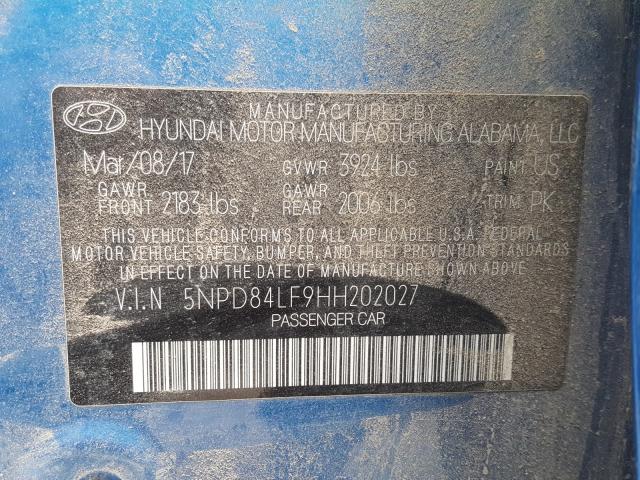 MANUFACTURED BY
HYUNDAI MOTOR MANUFACTURING ALABAMA, LLC
Mar/08/17 GVWR 3924 lbs PAINT US
GAWR FRONT 2183 lbs GAWR REAR 2006 lbs TRIM PK
THIS VEHICLE CONFORMS TO ALL APPLICABLE U.S.A. FEDERAL
MOTOR VEHICLE SAFETY, BUMPER, AND THEFT PREVENTION STANDARDS
IN EFFECT ON THE DATE OF MANUFACTURE SHOWN ABOVE
V.I.N 5NPD84LF9HH202027
PASSENGER CAR